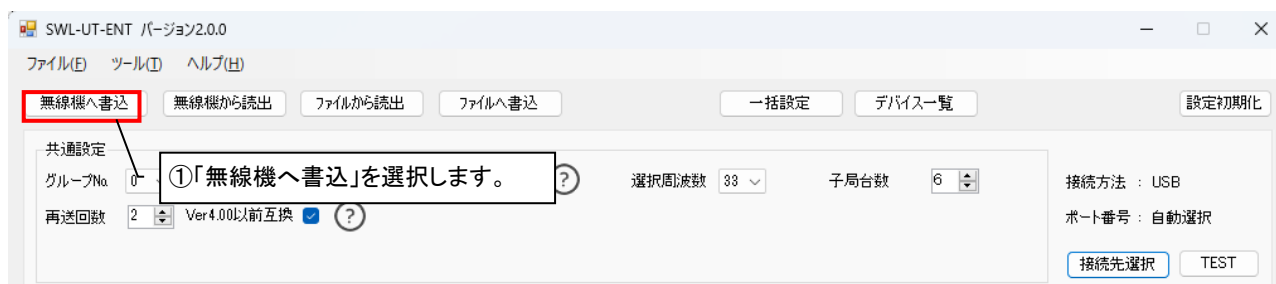 SWL-UT-ENT バージョン2.0.0
ファイル(F) ツール(T) ヘルプ(H)
無線機へ書込 無線機から読出 ファイルから読出 ファイルへ書込 一括設定 デバイス一覧 設定初期化
共通設定
①「無線機へ書込」を選択します。
グループNo. 0 ? 選択周波数 33 子局台数 6
再送回数 2 Ver4.00以前互換 ?
接続方法 : USB
ポート番号 : 自動選択
接続先選択 TEST